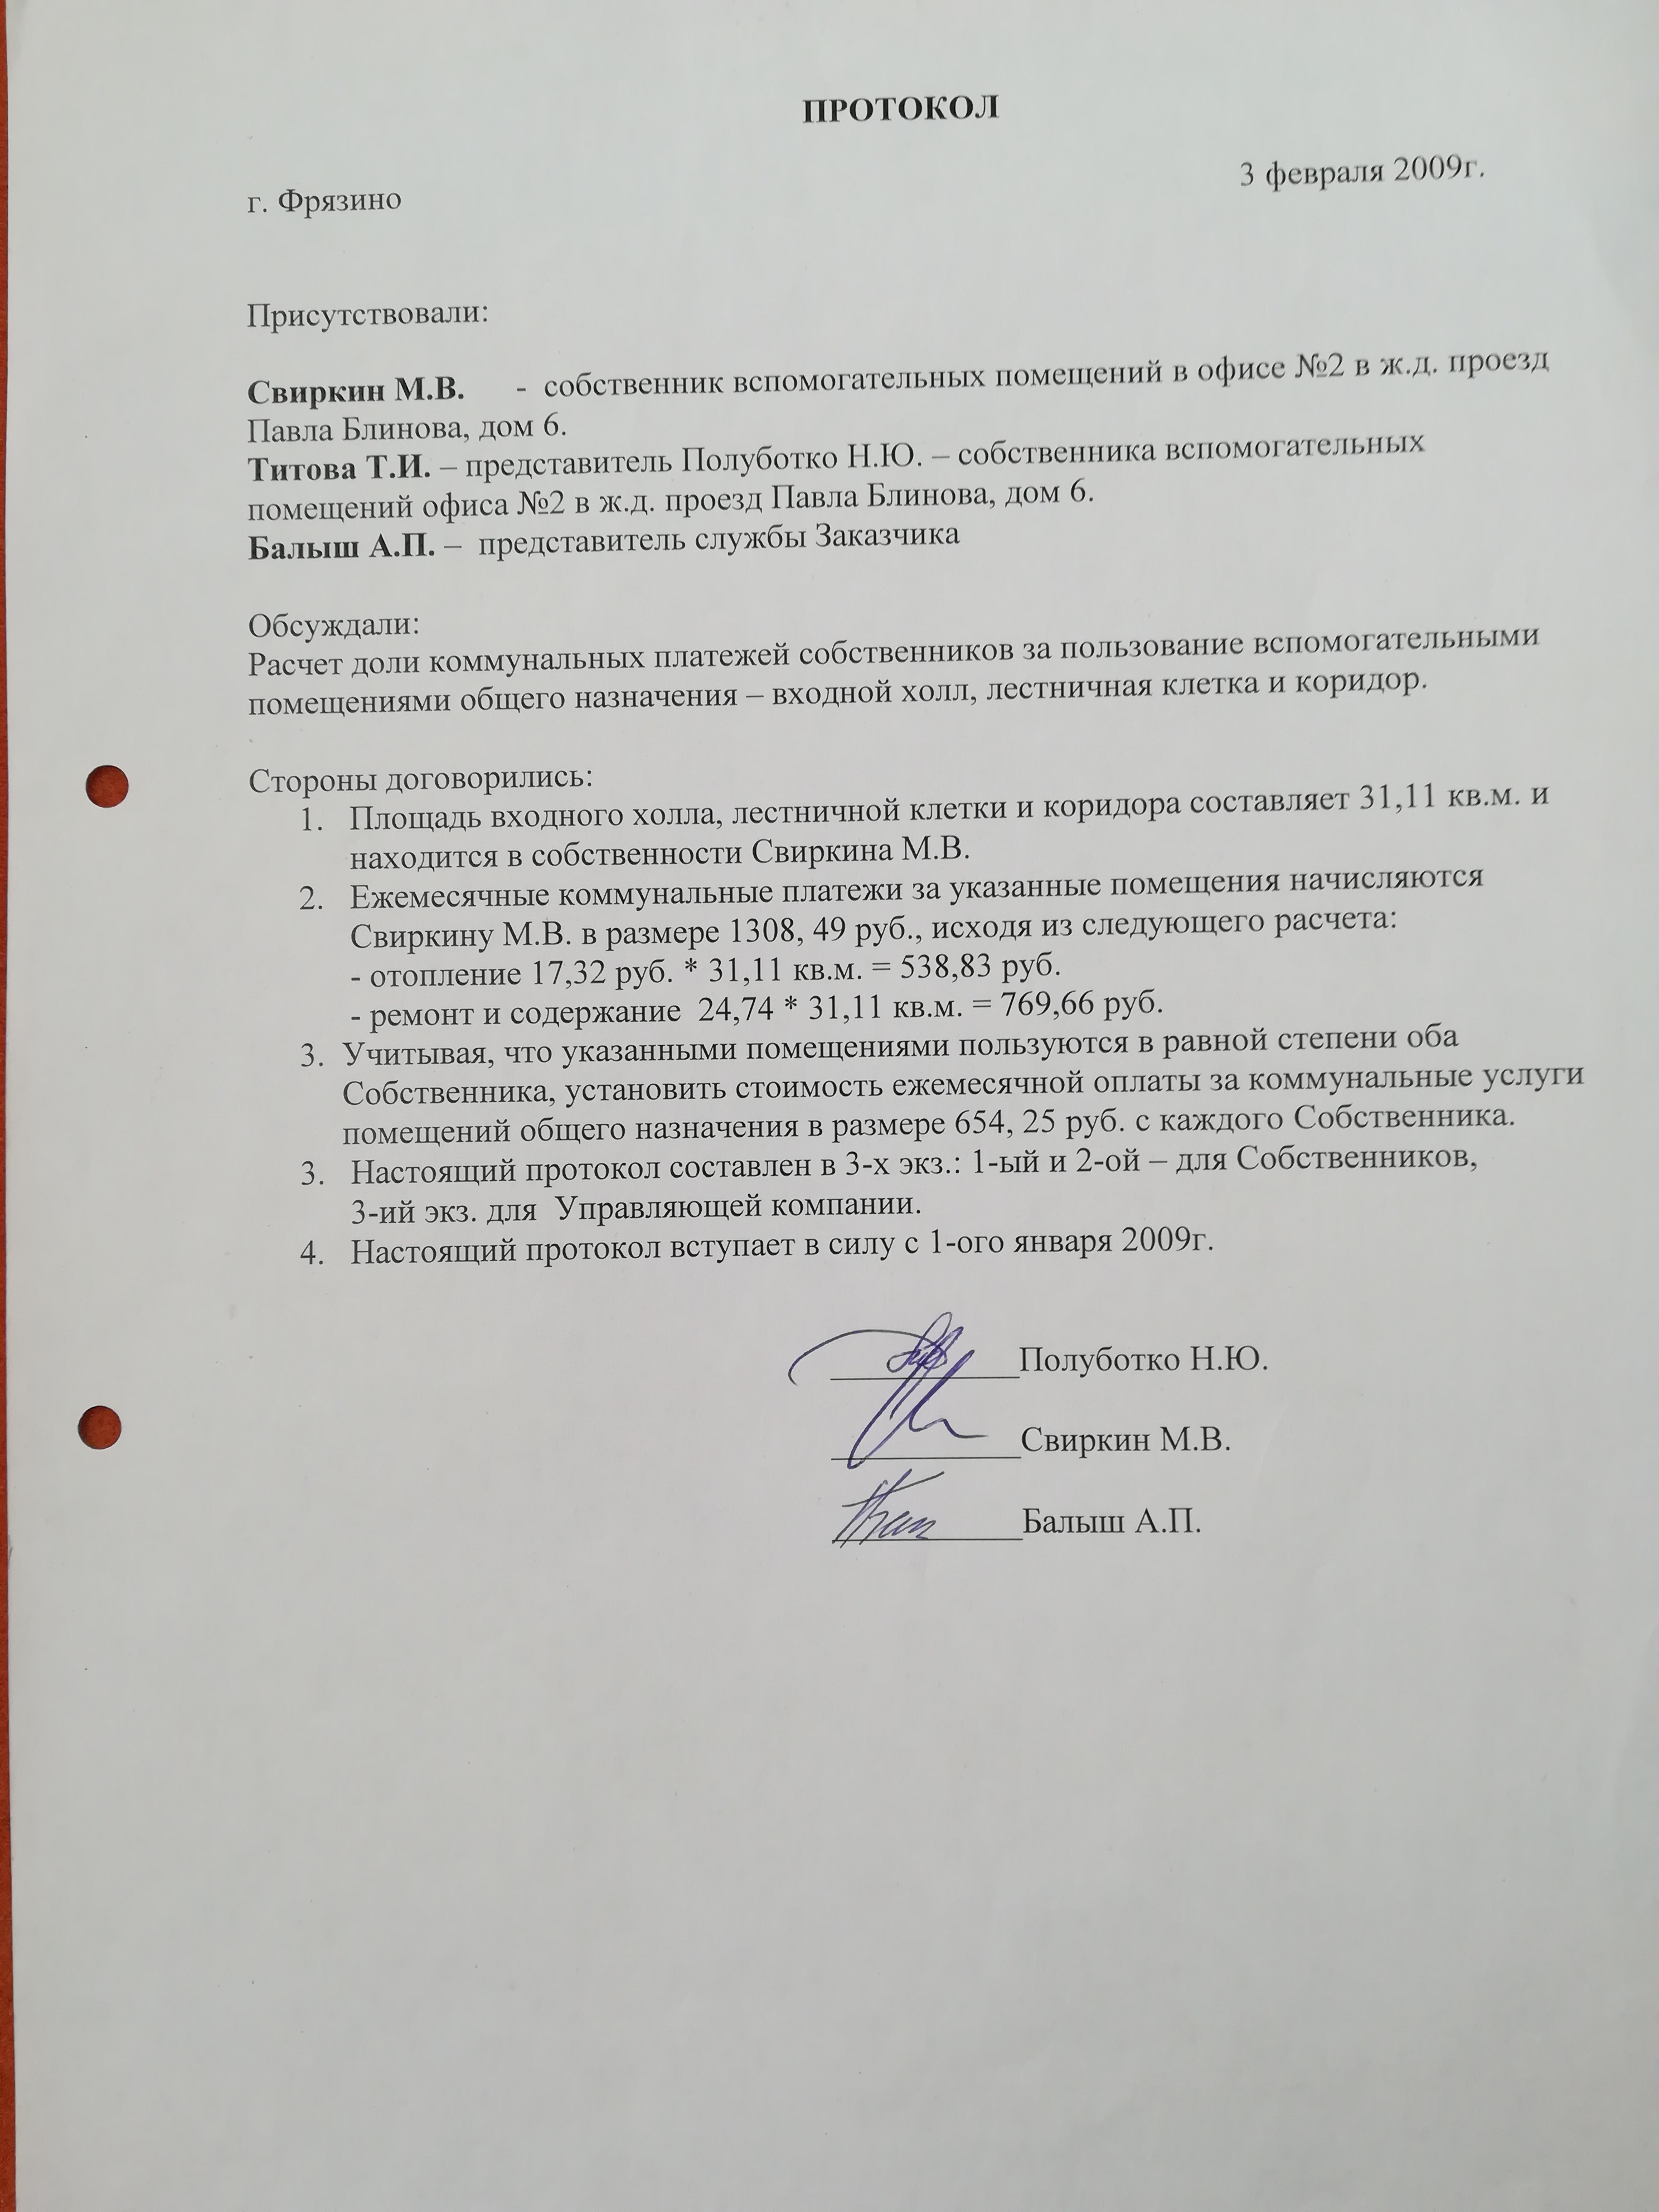 ПРОТОКОЛ
3 февраля 2009г.
г. Фрязино
Присутствовали:
Свиркин М.В. - собственник вспомогательных помещений в офисе №2 в ж.д. проезд
Павла Блинова, дом 6.
Титова Т.И. – представитель Полуботко Н.Ю. – собственника вспомогательных
помещений офиса №2 в ж.д. проезд Павла Блинова, дом 6.
Балыш А.П. – представитель службы Заказчика
Обсуждали:
Расчет доли коммунальных платежей собственников за пользование вспомогательными
помещениями общего назначения – входной холл, лестничная клетка и коридор.
Стороны договорились:
1. Площадь входного холла, лестничной клетки и коридора составляет 31,11 кв.м. и
находится в собственности Свиркина М.В.
2. Ежемесячные коммунальные платежи за указанные помещения начисляются
Свиркину М.В. в размере 1308, 49 руб., исходя из следующего расчета:
- отопление 17,32 руб. * 31,11 кв.м. = 538,83 руб.
- ремонт и содержание 24,74 * 31,11 кв.м. = 769,66 руб.
3. Учитывая, что указанными помещениями пользуются в равной степени оба
Собственника, установить стоимость ежемесячной оплаты за коммунальные услуги
помещений общего назначения в размере 654, 25 руб. с каждого Собственника.
3. Настоящий протокол составлен в 3-х экз.: 1-ый и 2-ой – для Собственников,
3-ий экз. для Управляющей компании.
4. Настоящий протокол вступает в силу с 1-ого января 2009г.
Полуботко Н.Ю.
Свиркин М.В.
Балыш А.П.